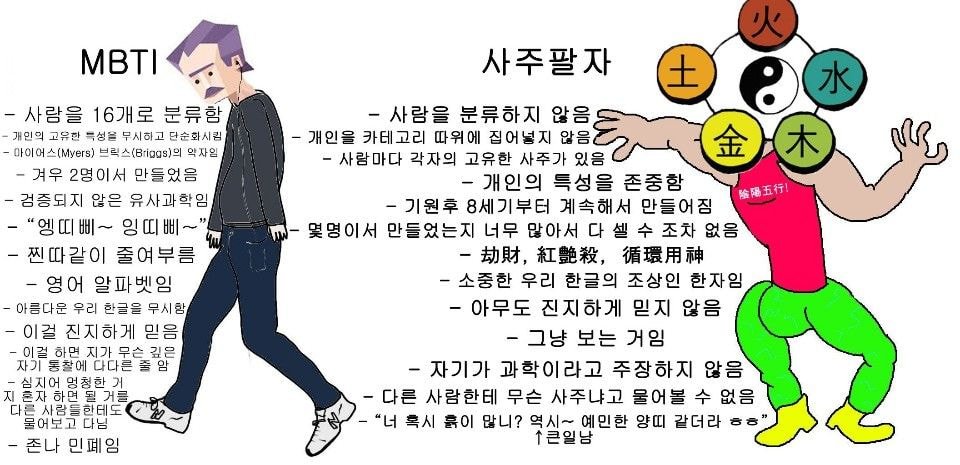 MBTI
- 사람을 16개로 분류함
- 개인의 고유한 특성을 무시하고 단순화시킴
- 마이어스(Myers) 브릭스(Briggs)의 약자임
- 겨우 2명이서 만들었음
- 검증되지 않은 유사과학임
- “엥띠삐~ 잉띠삐~”
- 찐따같이 줄여부름
- 영어 알파벳임
- 아름다운 우리 한글을 무시함
- 이걸 진지하게 믿음
- 이걸 하면 지가 무슨 깊은
자기 통찰에 다다른 줄 암
- 심지어 멍청한 거
지 혼자 하면 될 거를
다른 사람들한테도
물어보고 다님
- 존나 민폐임
사주팔자
- 사람을 분류하지 않음
- 개인을 카테고리 따위에 집어넣지 않음
- 사람마다 각자의 고유한 사주가 있음
- 개인의 특성을 존중함
- 기원후 8세기부터 계속해서 만들어짐
- 몇명이서 만들었는지 너무 많아서 다 셀 수 조차 없음
- 劫財, 紅艶殺, 循環用神
- 소중한 우리 한글의 조상인 한자임
- 아무도 진지하게 믿지 않음
- 그냥 보는 거임
- 자기가 과학이라고 주장하지 않음
- 다른 사람한테 무슨 사주냐고 물어볼 수 없음
- “너 혹시 흙이 많니? 역시~ 예민한 양띠 같더라 ㅎㅎ”
↑큰일남
火
土
水
金
木
陰陽五行!